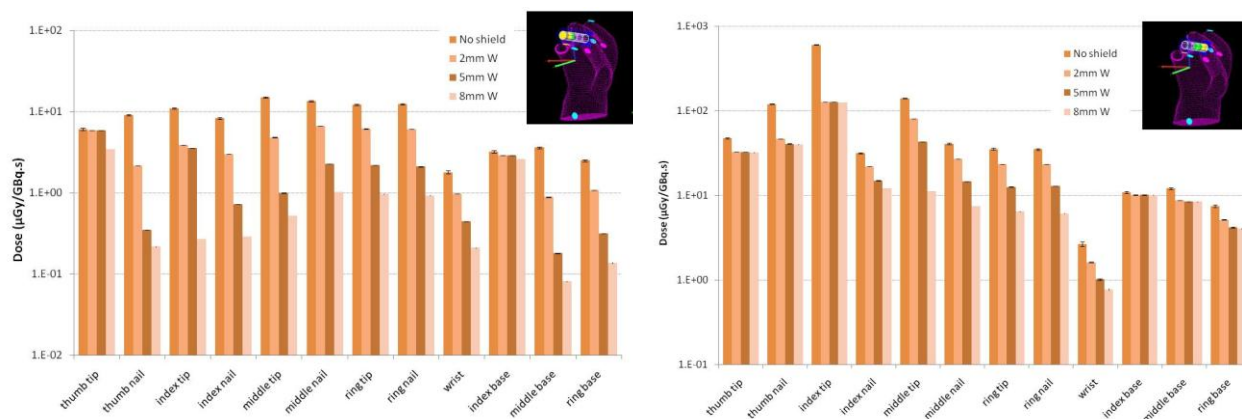 1.E+02
1.E+01
1.E+00
1.E-01
1.E-02
Dose (µGy/GBq.s)
No shield
2mm W
5mm W
8mm W
thumb tip
thumb nail
index tip
index nail
middle tip
middle nail
ring tip
ring nail
wrist
index base
middle base
ring base
1.E+03
1.E+02
1.E+01
1.E+00
1.E-01
Dose (µGy/GBq.s)
No shield
2mm W
5mm W
8mm W
thumb tip
thumb nail
index tip
index nail
middle tip
middle nail
ring tip
ring nail
wrist
index base
middle base
ring base